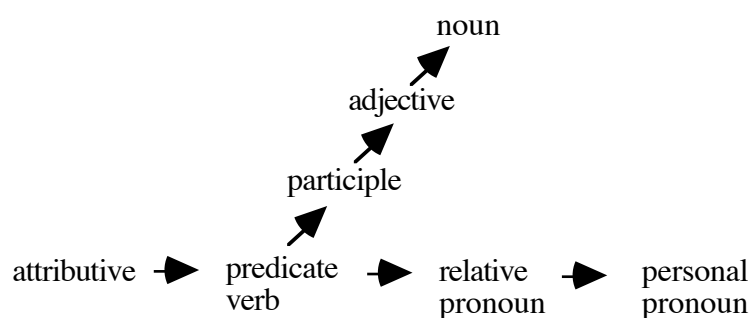 noun
adjective
participle
attributive
predicate
verb
relative
pronoun
personal
pronoun